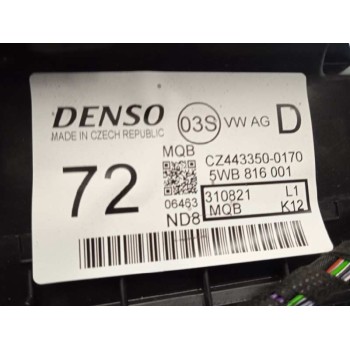 DENSO
MADE IN CZECH REPUBLIC
03S VW AG D
MQB
CZ443350-0170
5WB 816 001
72
06463
ND8
310821 L1
MQB K12